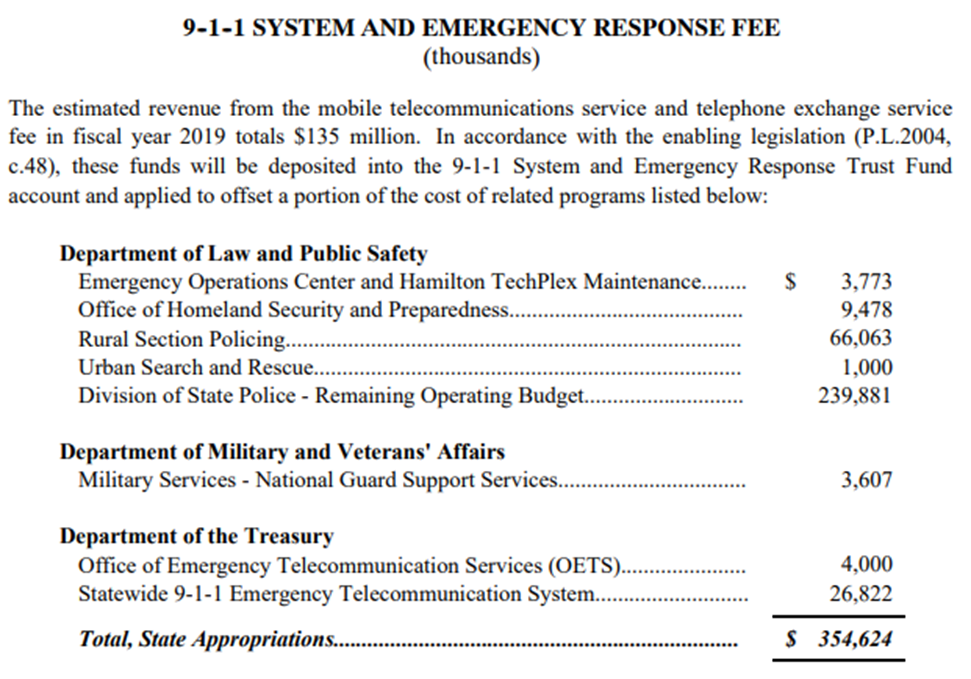 9-1-1 SYSTEM AND EMERGENCY RESPONSE FEE
(thousands)
The estimated revenue from the mobile telecommunications service and telephone exchange service
fee in fiscal year 2019 totals $135 million. In accordance with the enabling legislation (P.L.2004,
c.48), these funds will be deposited into the 9-1-1 System and Emergency Response Trust Fund
account and applied to offset a portion of the cost of related programs listed below:
Department of Law and Public Safety
Emergency Operations Center and Hamilton TechPlex Maintenance........ $ 3,773
Office of Homeland Security and Preparedness.......................................... 9,478
Rural Section Policing.................................................................................. 66,063
Urban Search and Rescue............................................................................. 1,000
Division of State Police - Remaining Operating Budget............................ 239,881
Department of Military and Veterans' Affairs
Military Services - National Guard Support Services................................. 3,607
Department of the Treasury
Office of Emergency Telecommunication Services (OETS)...................... 4,000
Statewide 9-1-1 Emergency Telecommunication System........................... 26,822
Total, State Appropriations.......................................................................... $ 354,624